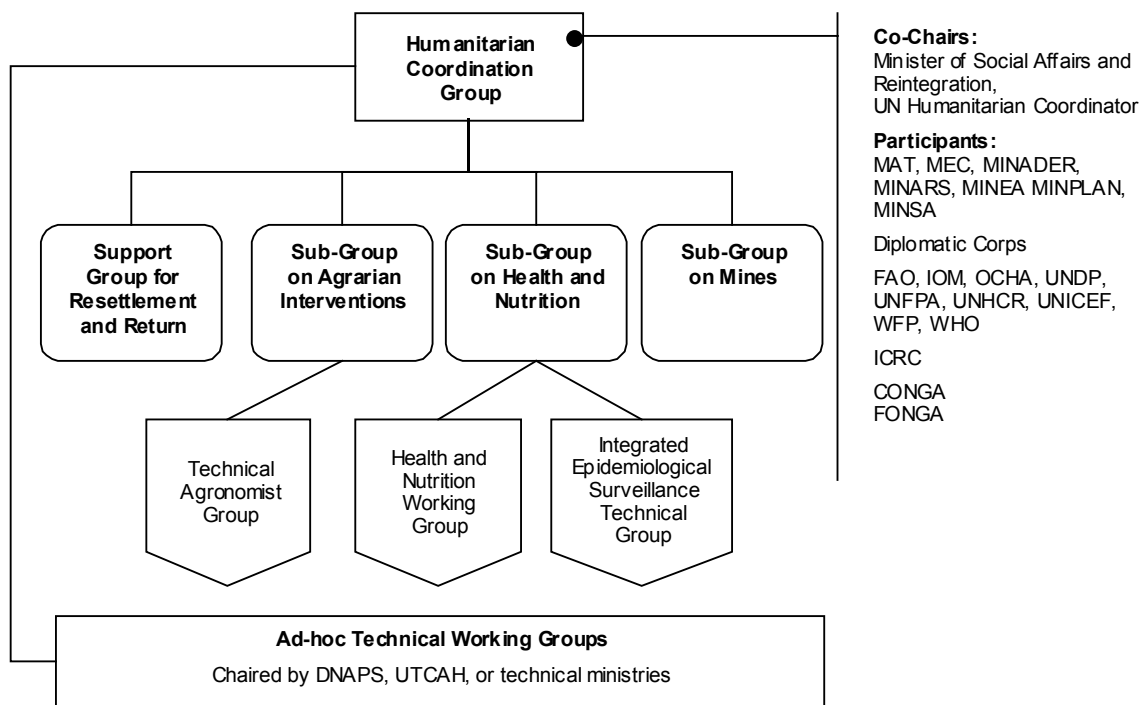 Humanitarian
Coordination
Group
Co-Chairs:
Minister of Social Affairs and
Reintegration,
UN Humanitarian Coordinator
Participants:
MAT, MEC, MINADER,
MINARS, MINEA MINPLAN,
MINSA
Diplomatic Corps
FAO, IOM, OCHA, UNDP,
UNFPA, UNHCR, UNICEF,
WFP, WHO
ICRC
CONGA
FONGA
Support
Group for
Resettlement
and Return
Sub-Group
on Agrarian
Interventions
Sub-Group
on Health and
Nutrition
Sub-Group
on Mines
Technical
Agronomist
Group
Health and
Nutrition
Working
Group
Integrated
Epidemiological
Surveillance
Technical
Group
Ad-hoc Technical Working Groups
Chaired by DNAPS, UTCAH, or technical ministries